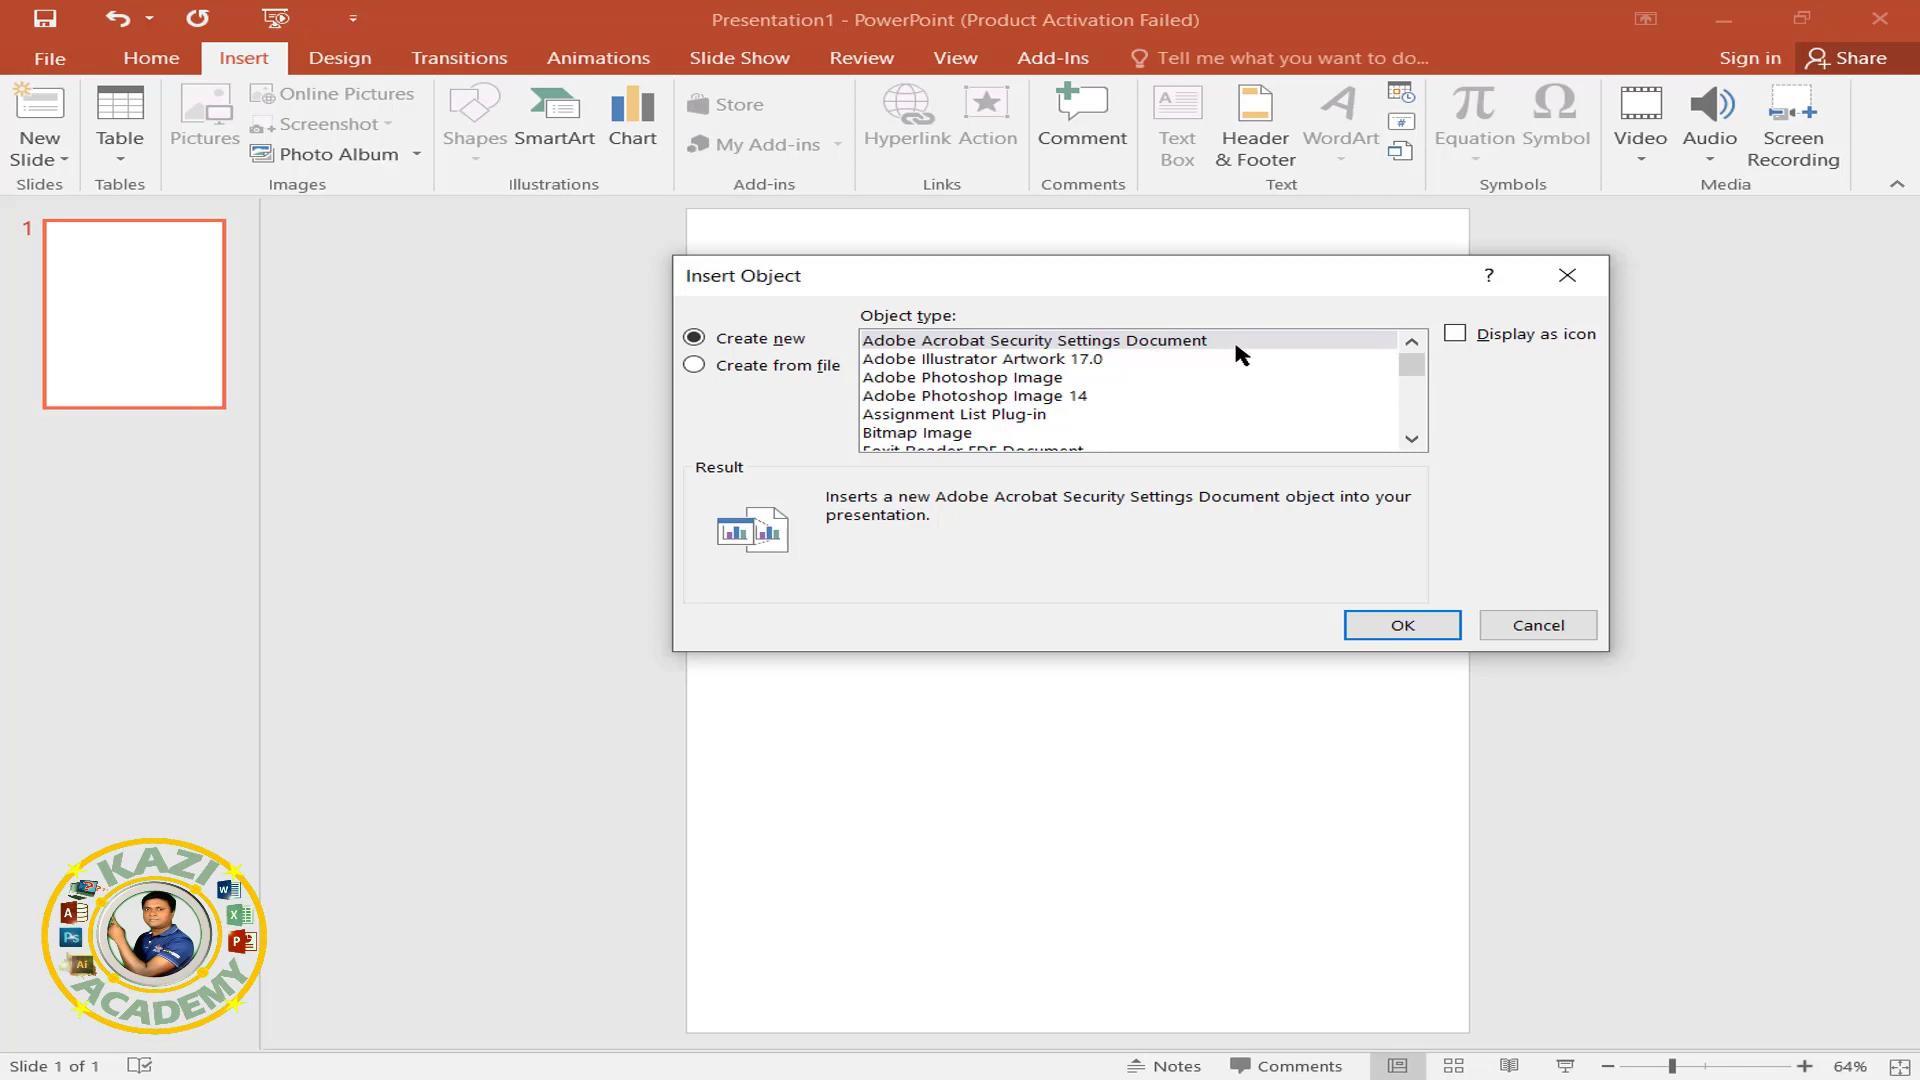 Presentation1 - PowerPoint (Product Activation Failed)
File Home Insert Design Transitions Animations Slide Show Review View Add-Ins Tell me what you want to do... Sign in Share
New Slide
Slides
Table
Tables
Pictures
Online Pictures
Screenshot
Photo Album
Images
Shapes SmartArt Chart
Illustrations
Store
My Add-ins
Add-ins
Hyperlink Action
Links
Comment
Comments
Text Box
Header & Footer
WordArt
Text
Equation Symbol
Symbols
Video Audio Screen Recording
Media
1
Insert Object
?
Create new
Create from file
Object type:
Adobe Acrobat Security Settings Document
Adobe Illustrator Artwork 17.0
Adobe Photoshop Image
Adobe Photoshop Image 14
Assignment List Plug-in
Bitmap Image
Foxit Reader FDF Document
Display as icon
Result
Inserts a new Adobe Acrobat Security Settings Document object into your
presentation.
OK Cancel
KAZI
ACADEMY
Slide 1 of 1
Notes Comments 64%